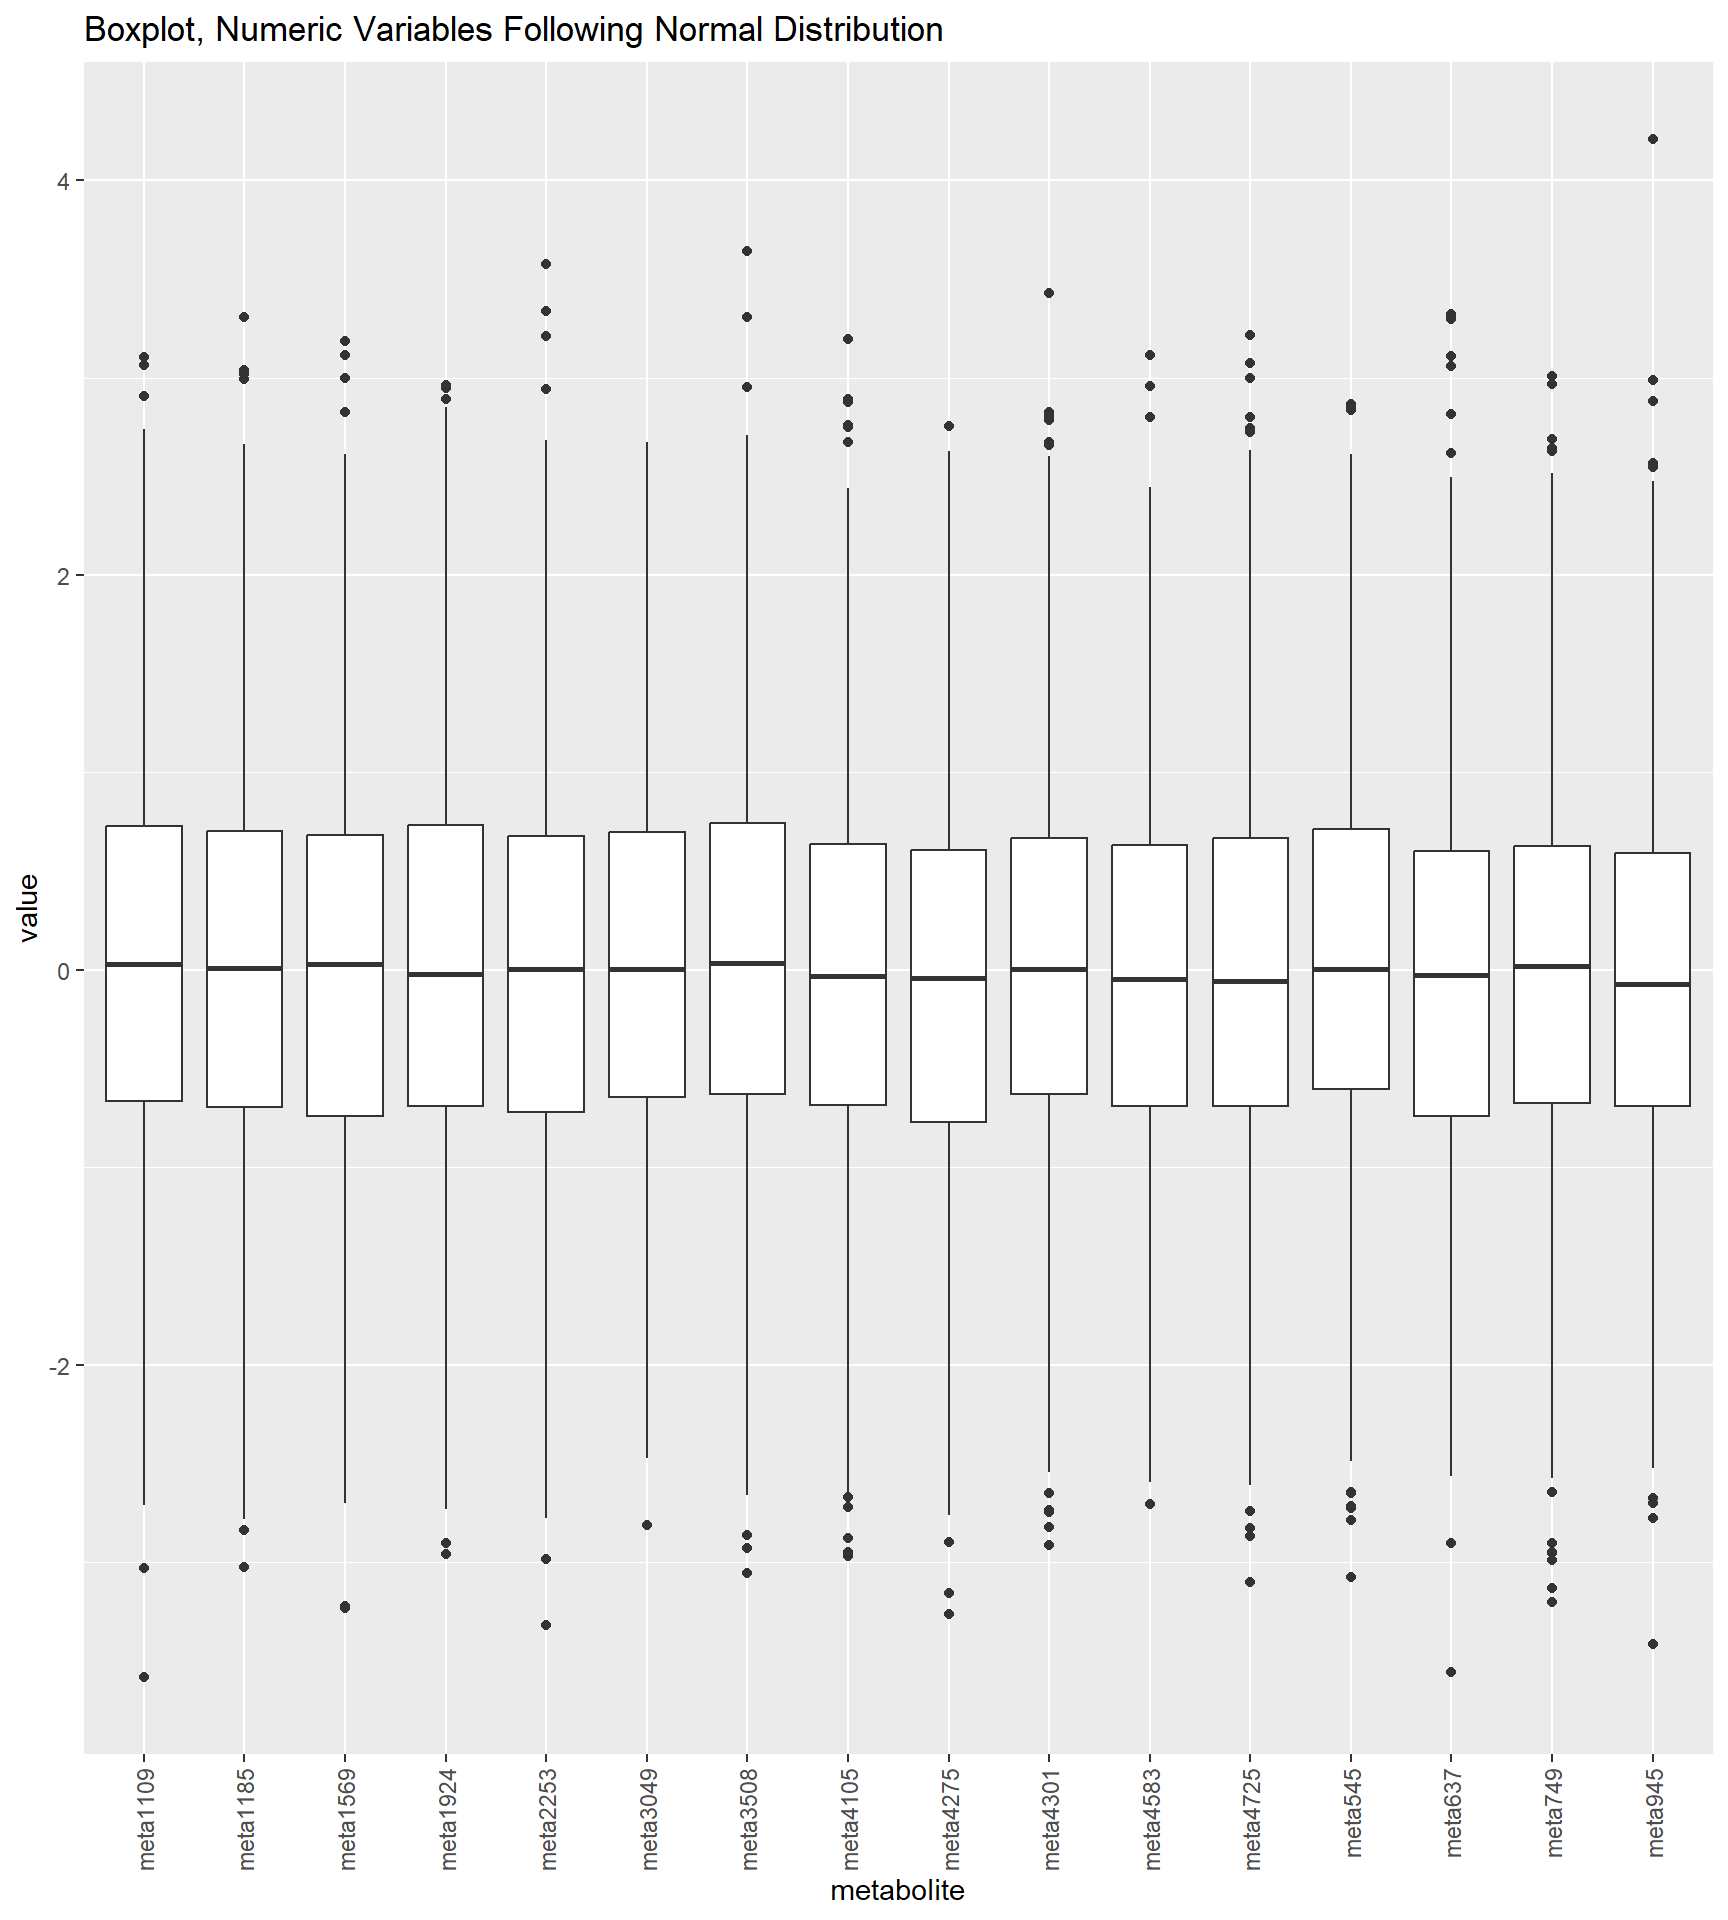 Boxplot, Numeric Variables Following Normal Distribution
4
2
0
-2
value
meta1109
meta1185
meta1569
meta1924
meta2253
meta3049
meta3508
meta4105
meta4275
meta4301
meta4583
meta4725
meta545
meta637
meta749
meta945
metabolite